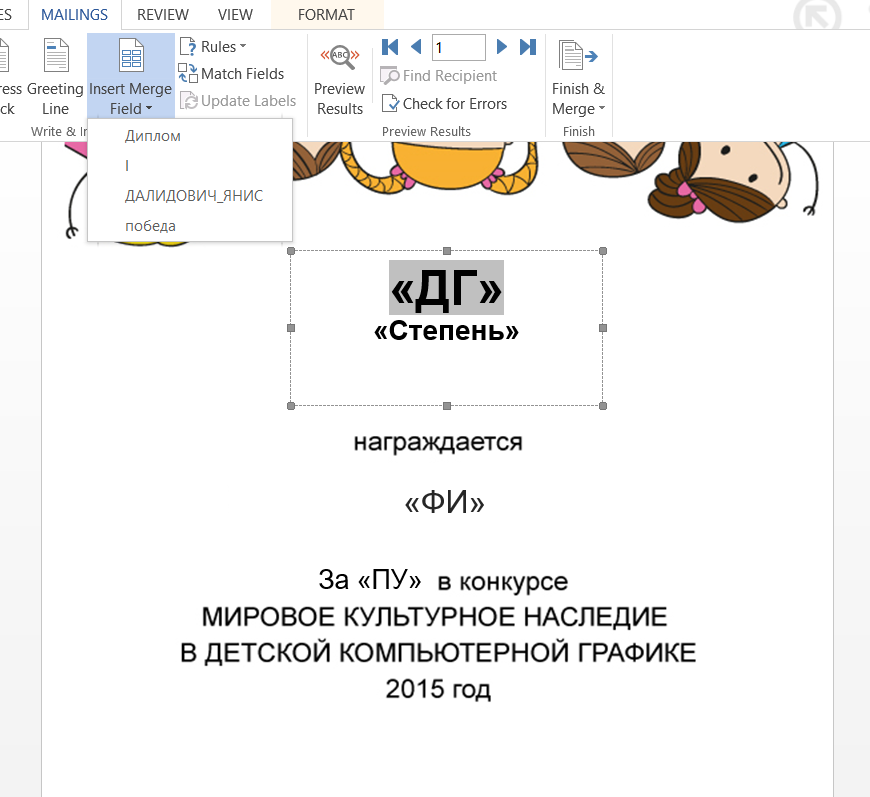 ES MAILINGS REVIEW VIEW FORMAT
ress Greeting Insert Merge
ck Line Field
Rules
Match Fields
Update Labels
Write & In
Preview
Results
ABC
1
Find Recipient
Check for Errors
Preview Results
Finish &
Merge
Finish
Диплом
I
ДАЛИДОВИЧ_ЯНИС
победа
«ДГ»
«Степень»
награждается
«ФИ»
За «ПУ» в конкурсе
МИРОВОЕ КУЛЬТУРНОЕ НАСЛЕДИЕ
В ДЕТСКОЙ КОМПЬЮТЕРНОЙ ГРАФИКЕ
2015 год